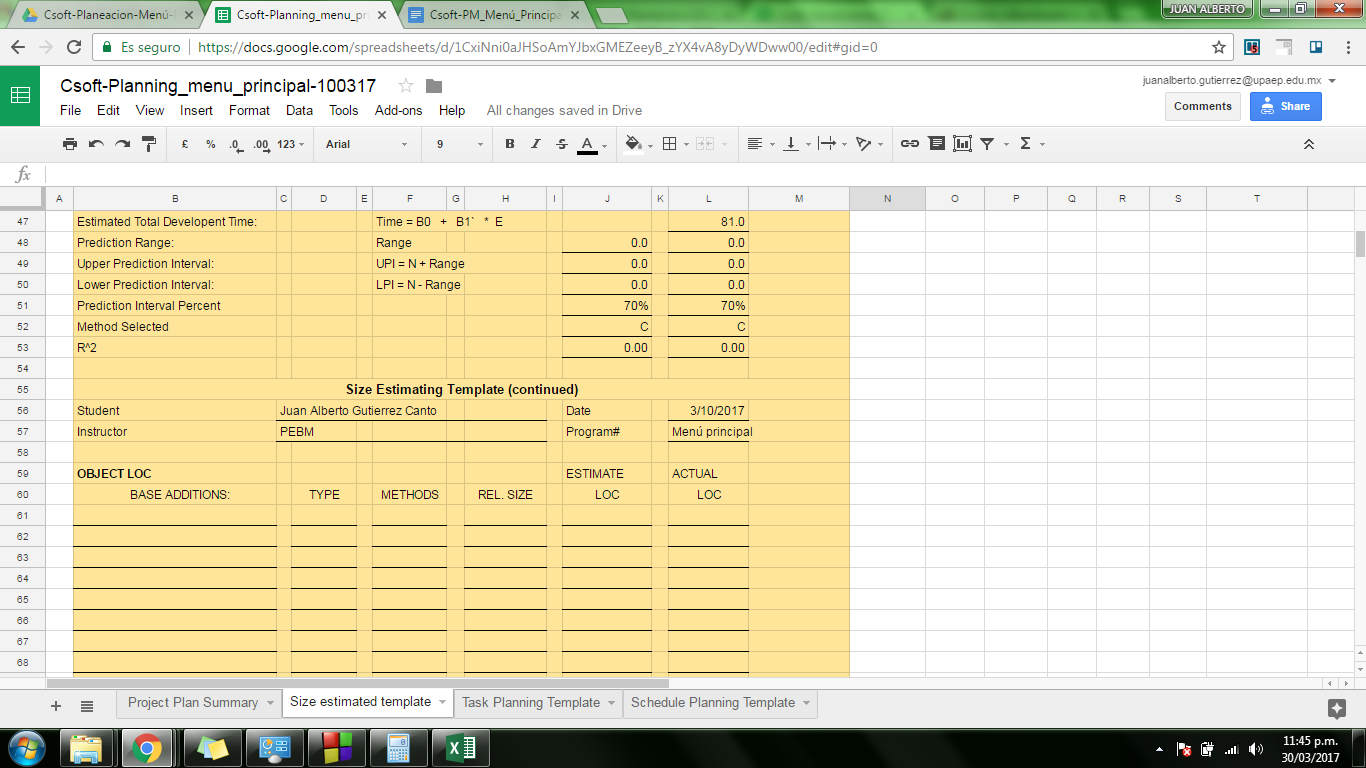 JUAN ALBERTO
Csoft-Planeacion-Menú-
Csoft-Planning_menu_pri
Csoft-PM_Menú_Principa
Es seguro
https://docs.google.com/spreadsheets/d/1CxiNni0aJHSoAmYJbxGMEZeeyB_zYX4vA8yDyWDww00/edit#gid=0
Csoft-Planning_menu_principal-100317
juanalberto.gutierrez@upaep.edu.mx
File Edit View Insert Format Data Tools Add-ons Help All changes saved in Drive
Comments
Share
£ % .0 .00 123 Arial 9 B I S A Σ
fx
A B C D E F G H I J K L M N O P Q R S T
47 Estimated Total Developent Time: Time = B0 + B1` * E 81.0
48 Prediction Range: Range 0.0 0.0
49 Upper Prediction Interval: UPI = N + Range 0.0 0.0
50 Lower Prediction Interval: LPI = N - Range 0.0 0.0
51 Prediction Interval Percent 70% 70%
52 Method Selected C C
53 R^2 0.00 0.00
54
55 Size Estimating Template (continued)
56 Student Juan Alberto Gutierrez Canto Date 3/10/2017
57 Instructor PEBM Program# Menú principal
58
59 OBJECT LOC ESTIMATE ACTUAL
60 BASE ADDITIONS: TYPE METHODS REL. SIZE LOC LOC
61
62
63
64
65
66
67
68
Project Plan Summary Size estimated template Task Planning Template Schedule Planning Template
11:45 p.m.
30/03/2017